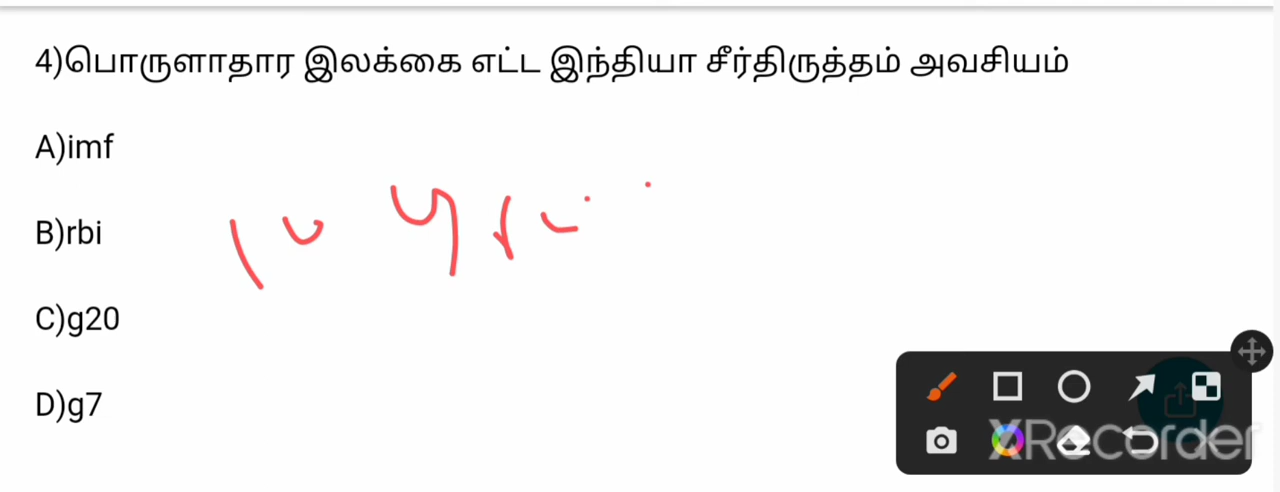 4)பொருளாதார இலக்கை எட்ட இந்தியா சீர்திருத்தம் அவசியம்
A)imf
B)rbi
C)g20
D)g7
XRecorder